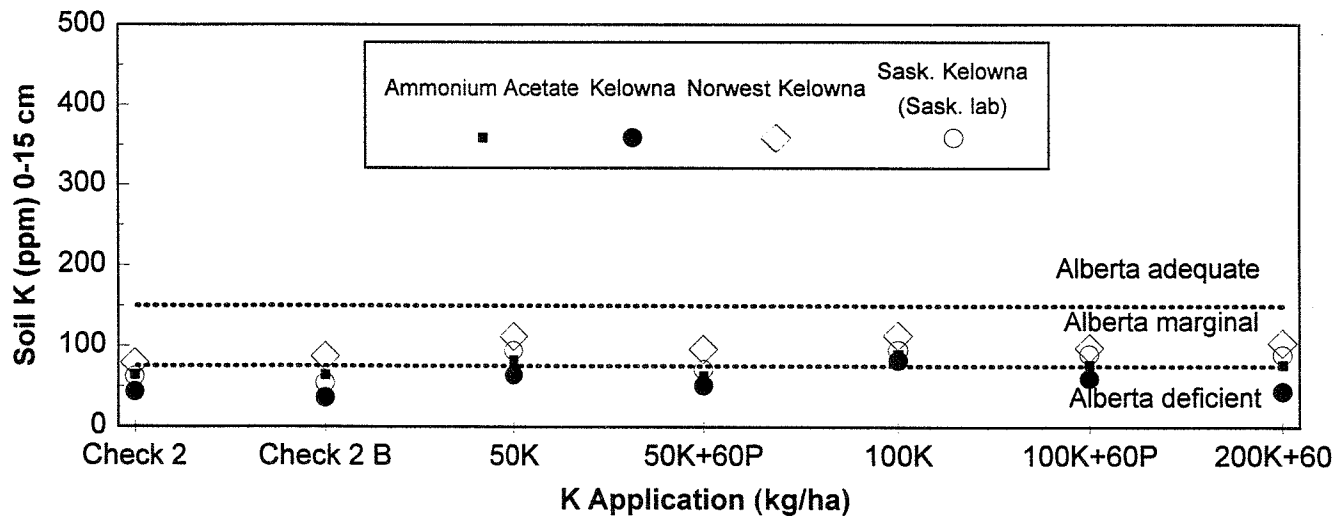 Soil K (ppm) 0-15 cm
500
400
300
200
100
0
Ammonium Acetate Kelowna Norwest Kelowna Sask. Kelowna
(Sask. lab)
Alberta adequate
Alberta marginal
Alberta deficient
Check 2 Check 2 B 50K 50K+60P 100K 100K+60P 200K+60
K Application (kg/ha)